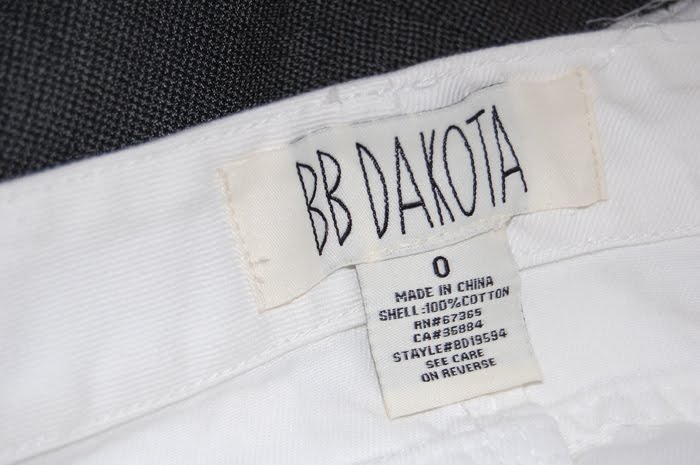 BB DAKOTA
0
MADE IN CHINA
SHELL:100%COTTON
RN#67365
CA#35884
STAYLE#BD19594
SEE CARE
ON REVERSE